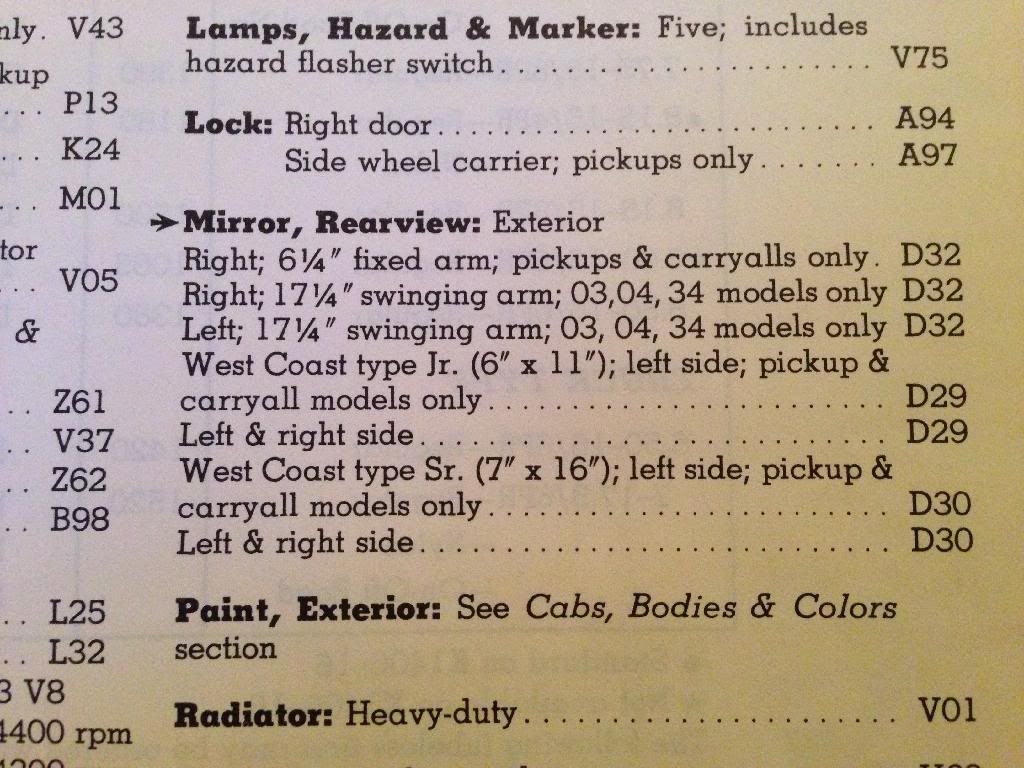 nly. V43
kup
... P13
... K24
... M01
tor
... V05
&
.. Z61
.. V37
.. Z62
.. B98
.. L25
.. L32
3 V8
4400 rpm
Lamps, Hazard & Marker: Five; includes
hazard flasher switch........................ V75
Lock: Right door............................ A94
Side wheel carrier; pickups only....... A97
➔Mirror, Rearview: Exterior
Right; 6¼" fixed arm; pickups & carryalls only. D32
Right; 17¼" swinging arm; 03,04, 34 models only D32
Left; 17¼" swinging arm; 03, 04, 34 models only D32
West Coast type Jr. (6" x 11"); left side; pickup &
carryall models only........................ D29
Left & right side............................ D29
West Coast type Sr. (7" x 16"); left side; pickup &
carryall models only........................ D30
Left & right side............................ D30
Paint, Exterior: See Cabs, Bodies & Colors
section
Radiator: Heavy-duty...................... V01